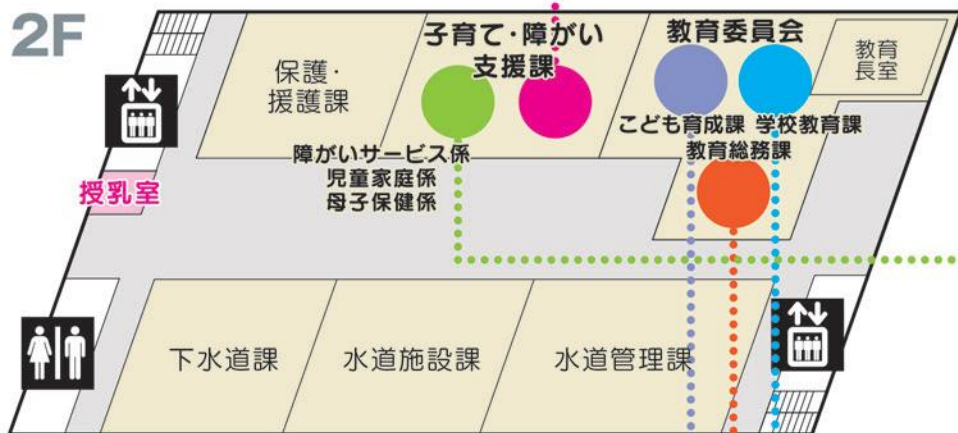 2F
保護・
援護課
子育て・障がい
支援課
教育委員会
教育
長室
こども育成課 学校教育課
教育総務課
障がいサービス係
児童家庭係
母子保健係
授乳室
下水道課
水道施設課
水道管理課